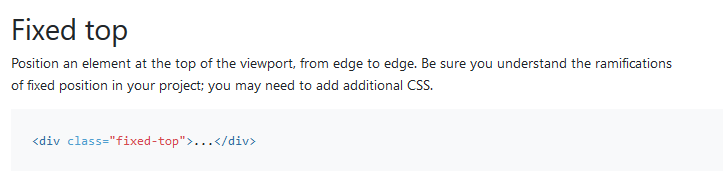 Fixed top
Position an element at the top of the viewport, from edge to edge. Be sure you understand the ramifications
of fixed position in your project; you may need to add additional CSS.
<div class="fixed-top">...</div>